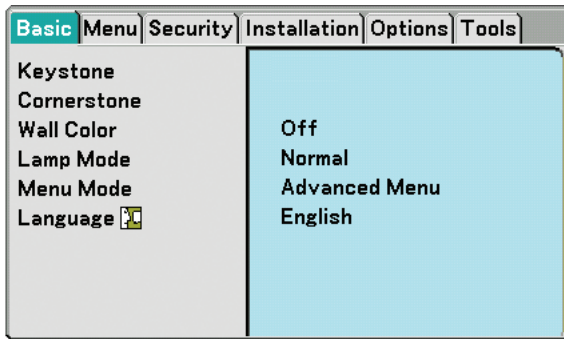 Basic Menu Security Installation Options Tools
Keystone
Cornerstone
Wall Color Off
Lamp Mode Normal
Menu Mode Advanced Menu
Language English